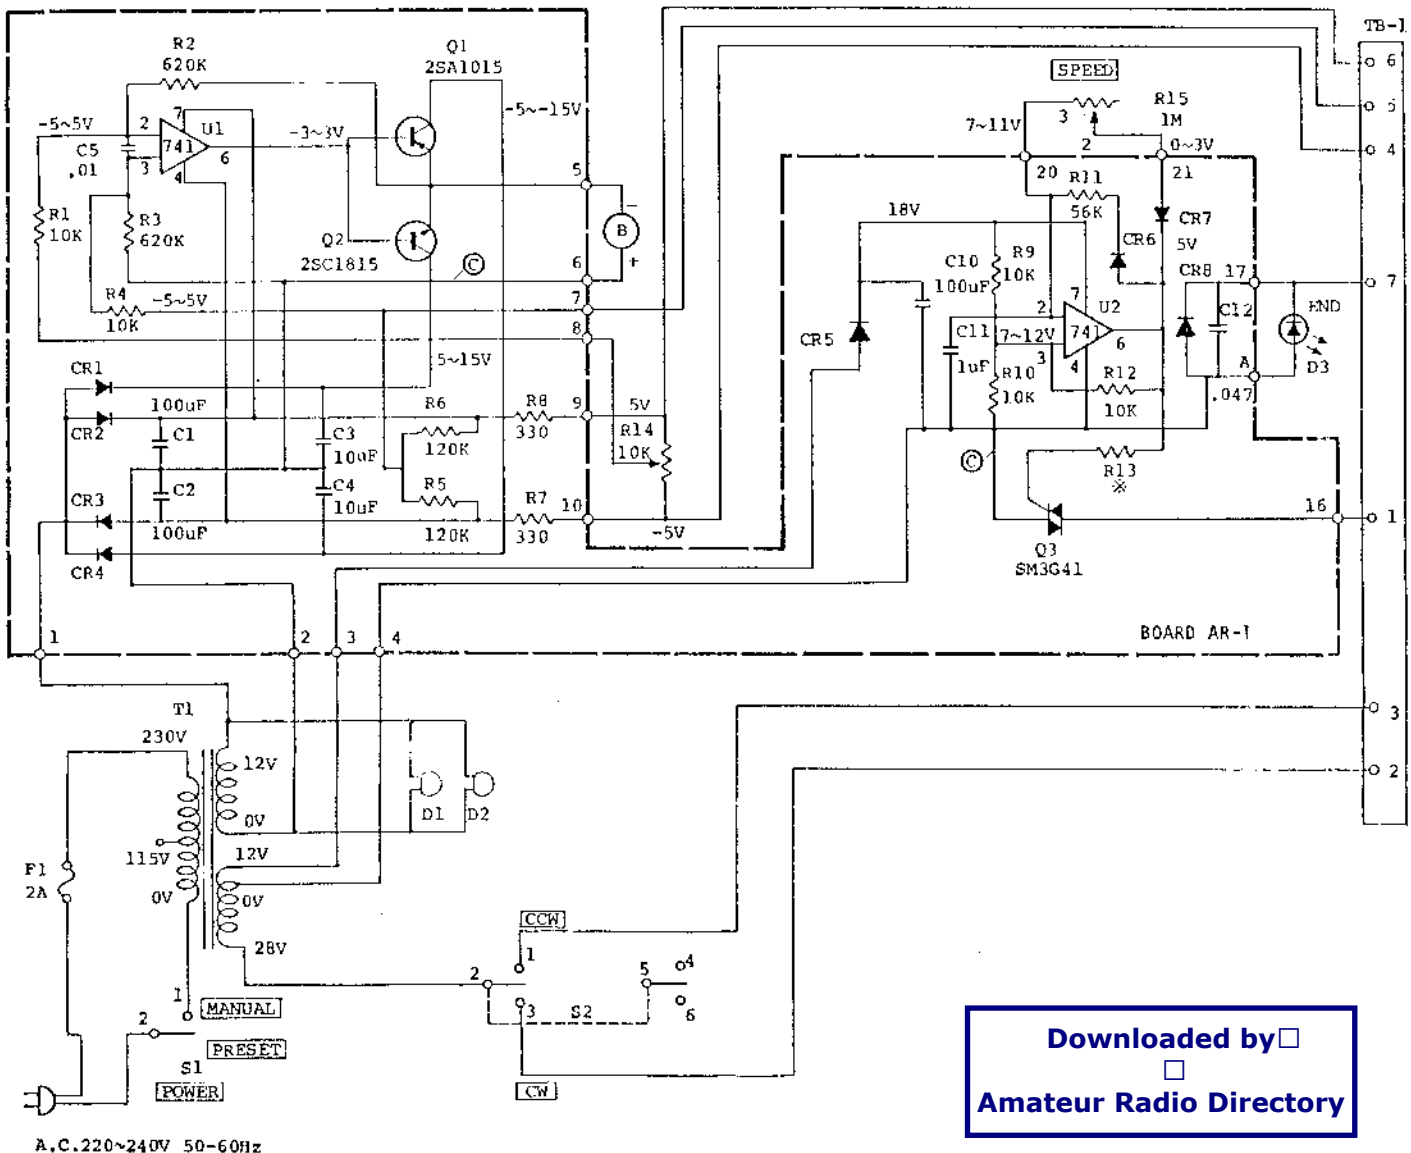 TB-1
R2
620K
Q1
2SA1015
SPEED
R15
1M
6
5
4
-5~5V
2
7
U1
741
6
C5
.01
3
4
-3~3V
-5~-15V
7~11V
3
2
0~3V
20
21
R11
56K
CR7
5V
CR6
18V
R1
10K
R3
620K
Q2
2SC1815
5
-
B
+
6
C
C10
100uF
R9
10K
CR8
17
7
R4
10K
-5~5V
7
8
2
7
U2
741
6
C12
END
CR5
C11
1uF
7~12V
3
4
A
D3
5~15V
CR1
R10
10K
R12
10K
.047
CR2
100uF
C1
R6
120K
R8
330
9
5V
R14
10K
C3
10uF
C
R13
※
C2
C4
10uF
R5
120K
R7
330
10
-5V
CR3
100uF
CR4
16
1
Q3
SM3G41
1
2
3
4
BOARD AR-1
T1
230V
12V
0V
D1
D2
3
2
115V
12V
0V
0V
28V
F1
2A
CCW
1
2
3
S2
5
4
6
CW
1
MANUAL
2
PRESET
S1
POWER
A.C.220~240V 50-60Hz
Downloaded by□
□
Amateur Radio Directory